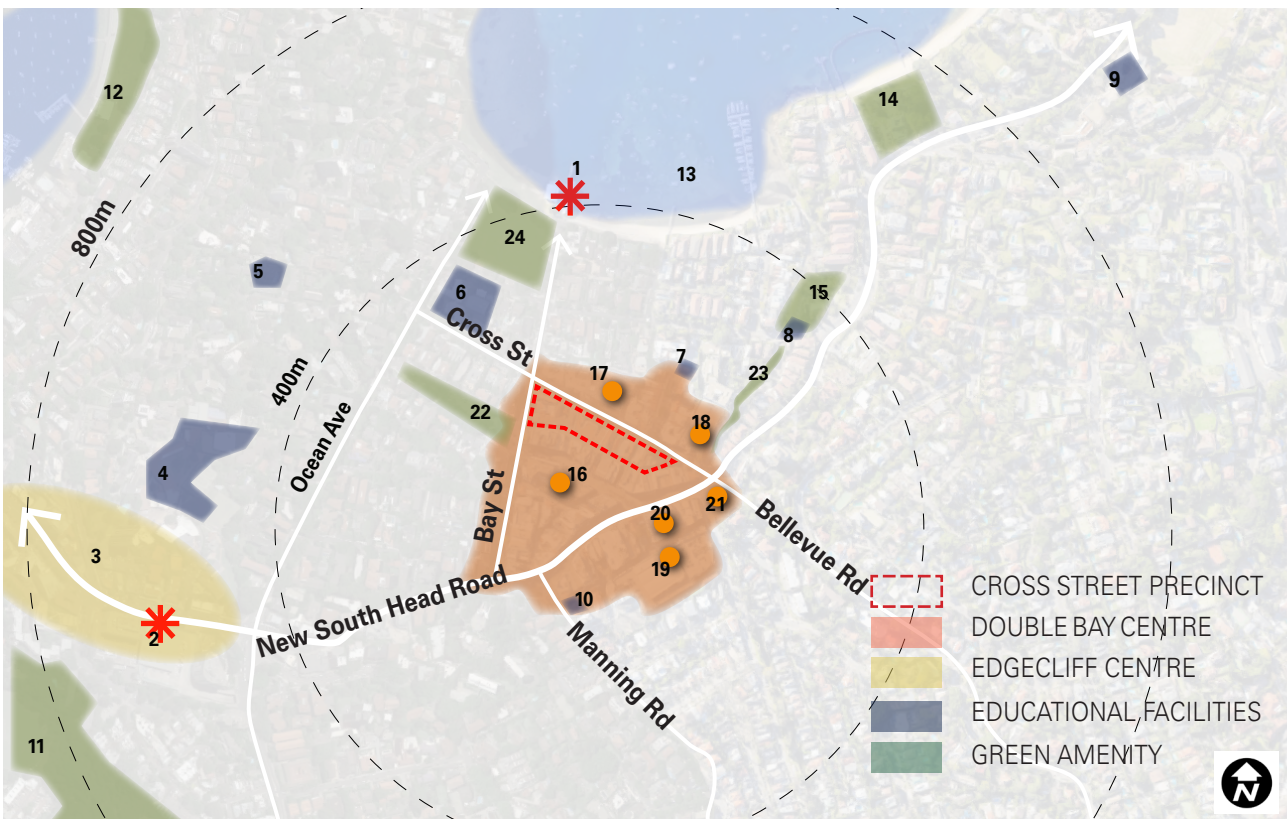 12
14
9
1
13
800m
24
5
6
15
Cross St
8
7
23
400m
17
Ocean Ave
22
18
4
16
Bay St
21
20
Bellevue Rd
3
19
New South Head Road
10
2
Manning Rd
11
CROSS STREET PRECINCT
DOUBLE BAY CENTRE
EDGECLIFF CENTRE
EDUCATIONAL FACILITIES
GREEN AMENITY
N